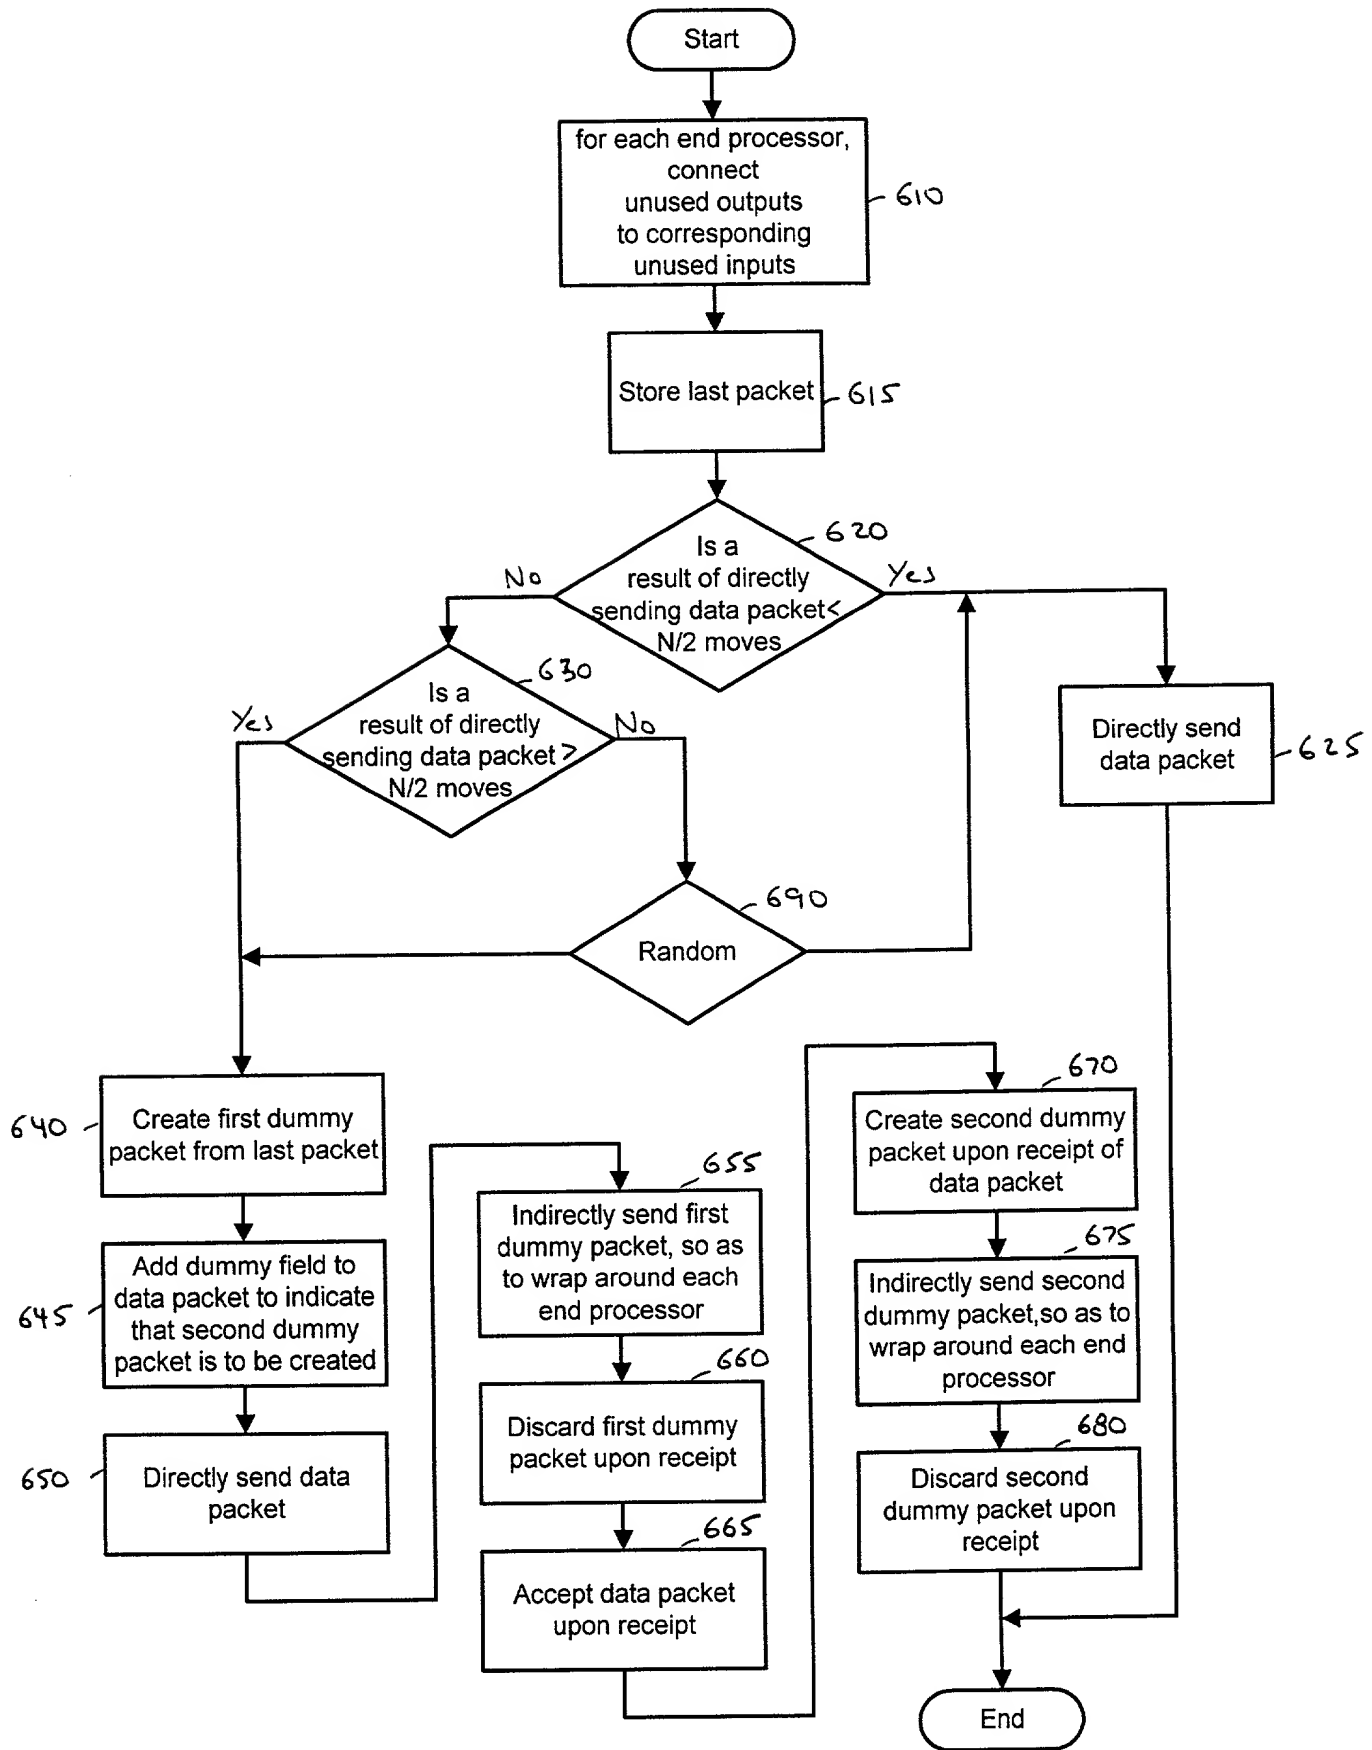 Start
for each end processor,
connect
unused outputs
to corresponding
unused inputs
610
Store last packet
615
620
Is a
result of directly
sending data packet<
N/2 moves
No
Yes
630
Is a
result of directly
sending data packet >
N/2 moves
Yes
No
Directly send
data packet
625
690
Random
640
Create first dummy
packet from last packet
645
Add dummy field to
data packet to indicate
that second dummy
packet is to be created
650
Directly send data
packet
655
Indirectly send first
dummy packet, so as
to wrap around each
end processor
660
Discard first dummy
packet upon receipt
665
Accept data packet
upon receipt
670
Create second dummy
packet upon receipt of
data packet
675
Indirectly send second
dummy packet,so as to
wrap around each end
processor
680
Discard second
dummy packet upon
receipt
End